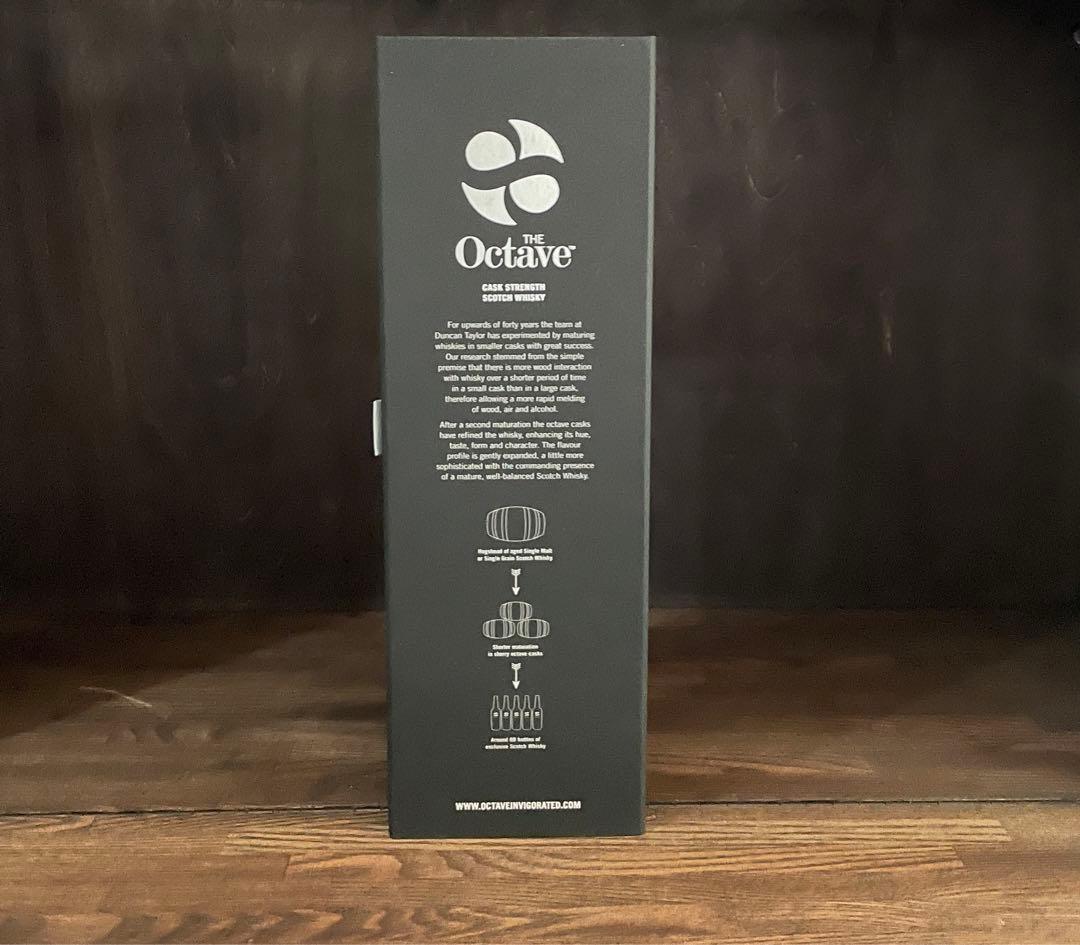 THE
Octave™
CASK STRENGTH
SCOTCH WHISKY
For upwards of forty years the team at
Duncan Taylor has experimented by maturing
whiskies in smaller casks with great success.
Our research stemmed from the simple
premise that there is more wood interaction
with whisky over a shorter period of time
in a small cask than in a large cask,
therefore allowing a more rapid melding
of wood, air and alcohol.
After a second maturation the octave casks
have refined the whisky, enhancing its hue,
taste, form and character. The flavour
profile is gently expanded, a little more
sophisticated with the commanding presence
of a mature, well-balanced Scotch Whisky.
Hogshead of aged Single Malt
or Single Grain Scotch Whisky
Shorter maturation
in sherry octave casks
Around bottles of
exclusive Scotch Whisky
WWW.OCTAVEINVIGORATED.COM